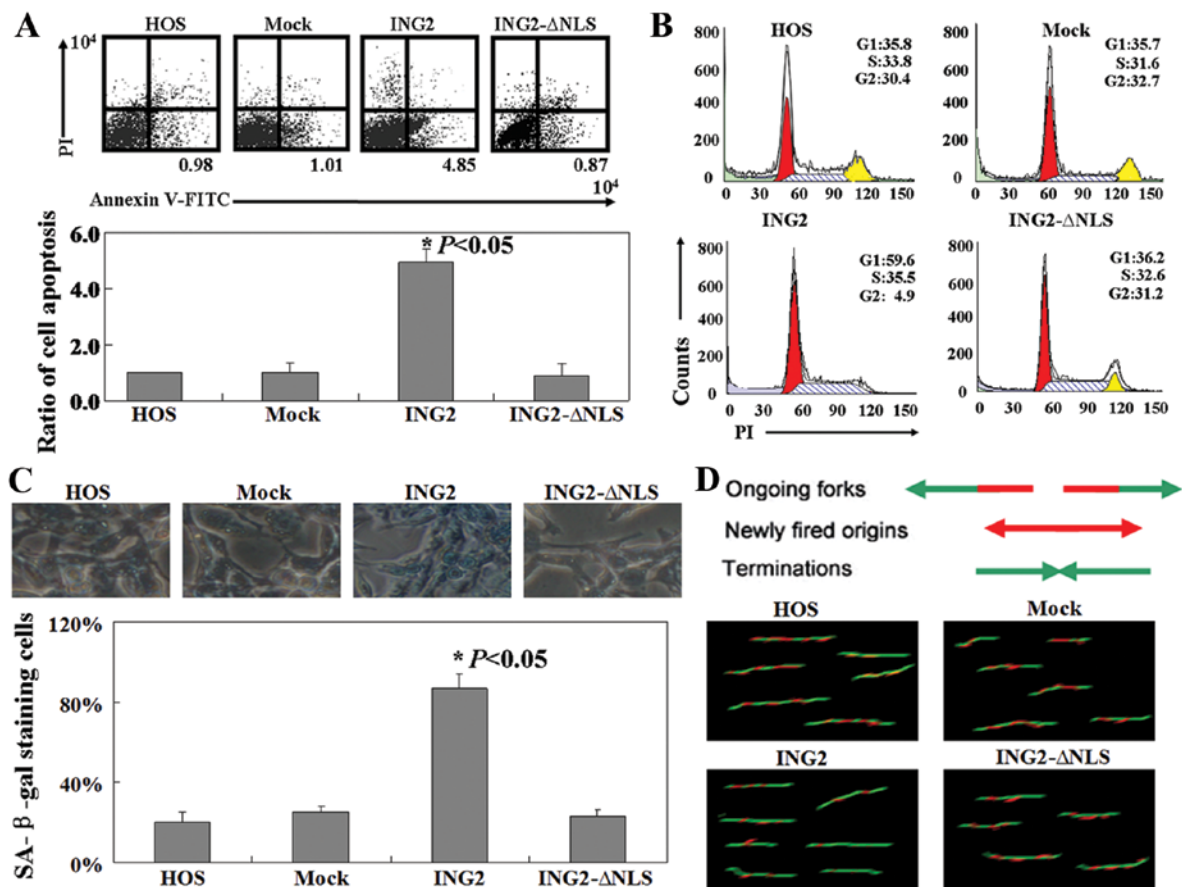 A
HOS Mock ING2 ING2-ΔNLS
10⁴
PI
0.98 1.01 4.85 0.87
10⁴
Annexin V-FITC
Ratio of cell apoptosis
6.0
* P<0.05
4.0
2.0
0.0
HOS Mock ING2 ING2-ΔNLS
B
HOS
800
600
400
200
0
G1:35.8
S:33.8
G2:30.4
0 30 60 90 120 150
Mock
800
600
400
200
0
G1:35.7
S:31.6
G2:32.7
0 30 60 90 120 150
ING2
800
600
400
200
0
G1:59.6
S:35.5
G2: 4.9
0 30 60 90 120 150
ING2-ΔNLS
800
600
400
200
0
G1:36.2
S:32.6
G2:31.2
0 30 60 90 120 150
Counts
PI
C
HOS Mock ING2 ING2-ΔNLS
SA-β-gal staining cells
120%
* P<0.05
80%
40%
0%
HOS Mock ING2 ING2-ΔNLS
D
Ongoing forks
Newly fired origins
Terminations
HOS Mock
ING2 ING2-ΔNLS